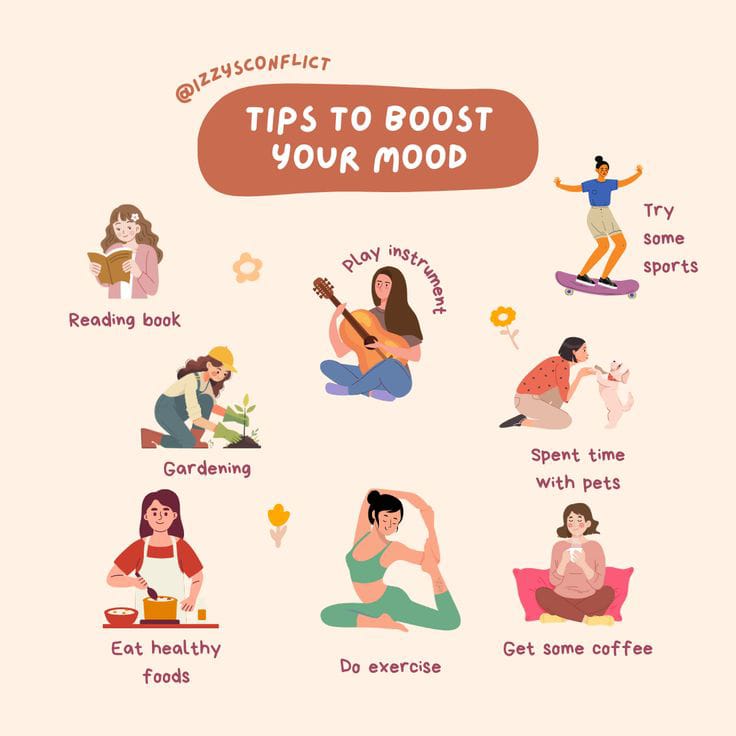 @IZZYSCONFLICT
TIPS TO BOOST
YOUR MOOD
Try
some
sports
Play instrument
Reading book
Spent time
with pets
Gardening
Eat healthy
foods
Do exercise
Get some coffee